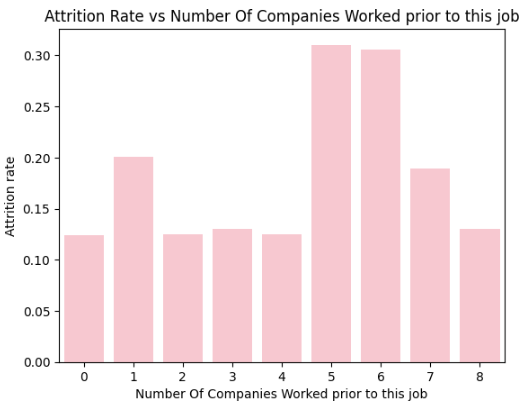 Attrition Rate vs Number Of Companies Worked prior to this job
0.30
0.25
0.20
0.15
0.10
0.05
0.00
Attrition rate
0 1 2 3 4 5 6 7 8
Number Of Companies Worked prior to this job